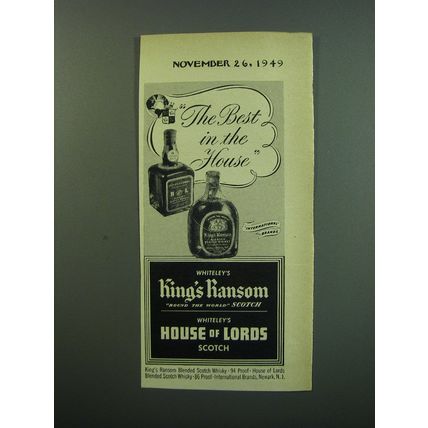 NOVEMBER 26, 1949
"The Best
in the
House"
INTERNATIONAL
BRANDS
WHITELEY'S
King's Ransom
"ROUND THE WORLD" SCOTCH
WHITELEY'S
HOUSE OF LORDS
SCOTCH
King's Ransom Blended Scotch Whisky · 94 Proof · House of Lords
Blended Scotch Whisky · 86 Proof · International Brands, Newark, N. J.